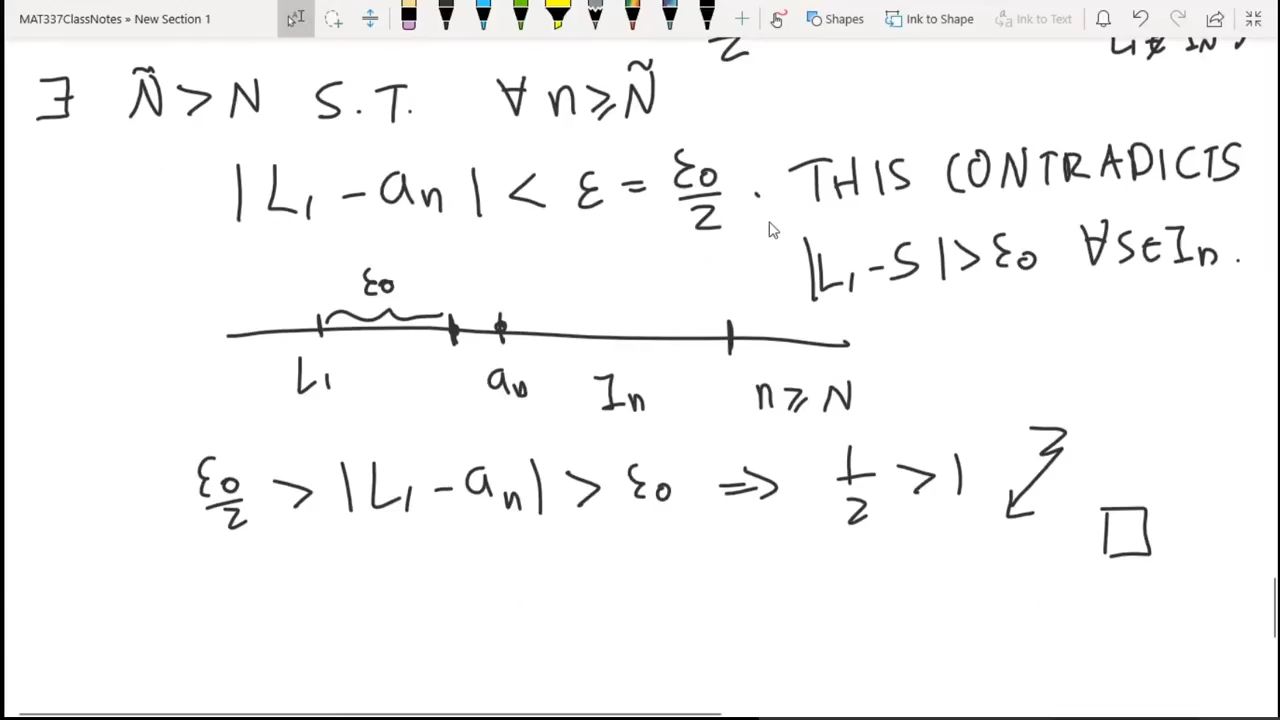 MAT337ClassNotes » New Section 1
Shapes Ink to Shape Ink to Text
2
∃ Ñ > N S.T. ∀ n ≥ Ñ
|L₁ - aₙ| < ε = ε₀/2 . THIS CONTRADICTS
|L₁ - S| > ε₀ ∀S∈Iₙ.
ε₀
L₁ aₙ Iₙ n ≥ N
ε₀/2 > |L₁ - aₙ| > ε₀ ⇒ 1/2 > 1